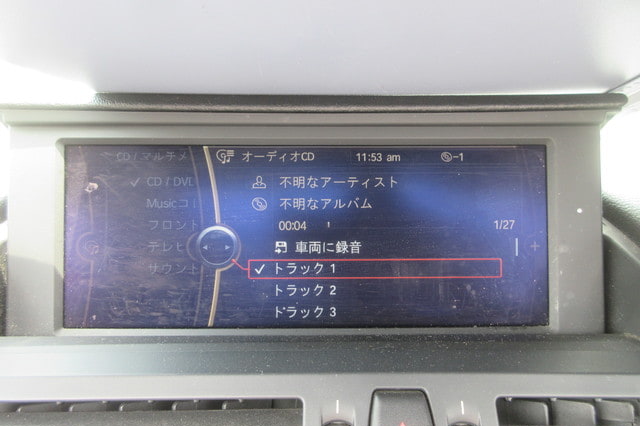 CD / マルチメ
オーディオCD 11:53 am -1
CD / DVD
不明なアーティスト
Musicコ
不明なアルバム
フロント
00:04 1/27
テレビ
車両に録音
サウント
トラック 1
トラック 2
トラック 3